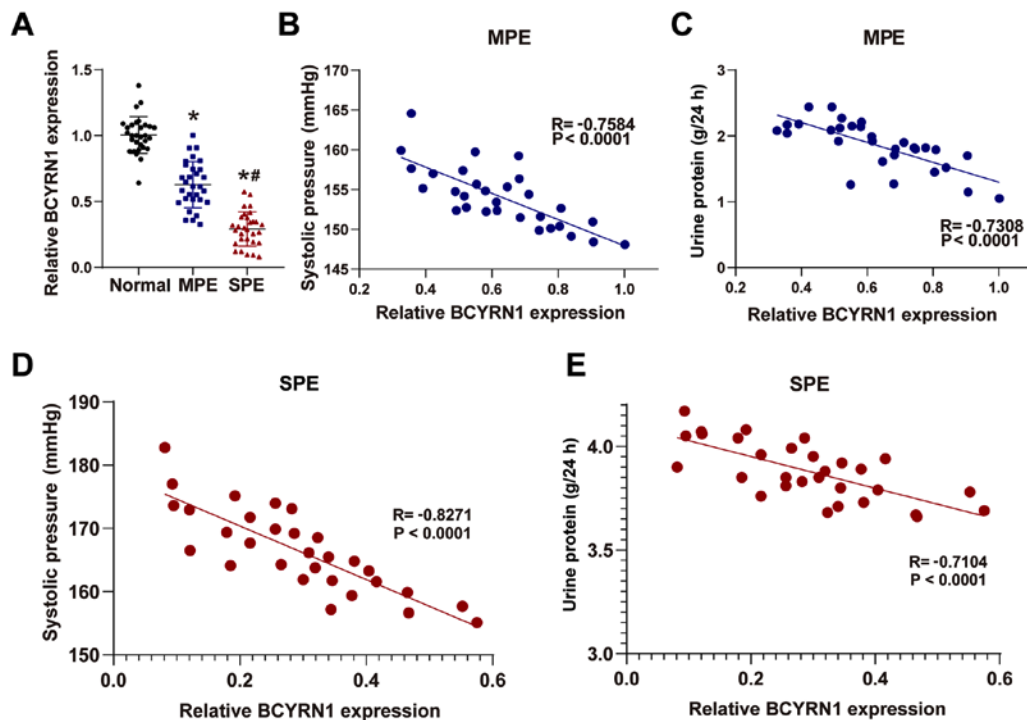 A
Relative BCYRN1 expression
1.5
1.0
0.5
0.0
*
*#
Normal MPE SPE
B
MPE
Systolic pressure (mmHg)
170
165
160
155
150
145
R= -0.7584
P < 0.0001
0.2 0.4 0.6 0.8 1.0
Relative BCYRN1 expression
C
MPE
Urine protein (g/24 h)
3
2
1
0
R= -0.7308
P < 0.0001
0.2 0.4 0.6 0.8 1.0
Relative BCYRN1 expression
D
SPE
Systolic pressure (mmHg)
190
180
170
160
150
R= -0.8271
P < 0.0001
0.0 0.2 0.4 0.6
Relative BCYRN1 expression
E
SPE
Urine protein (g/24 h)
4.0
3.5
3.0
R= -0.7104
P < 0.0001
0.0 0.2 0.4 0.6
Relative BCYRN1 expression